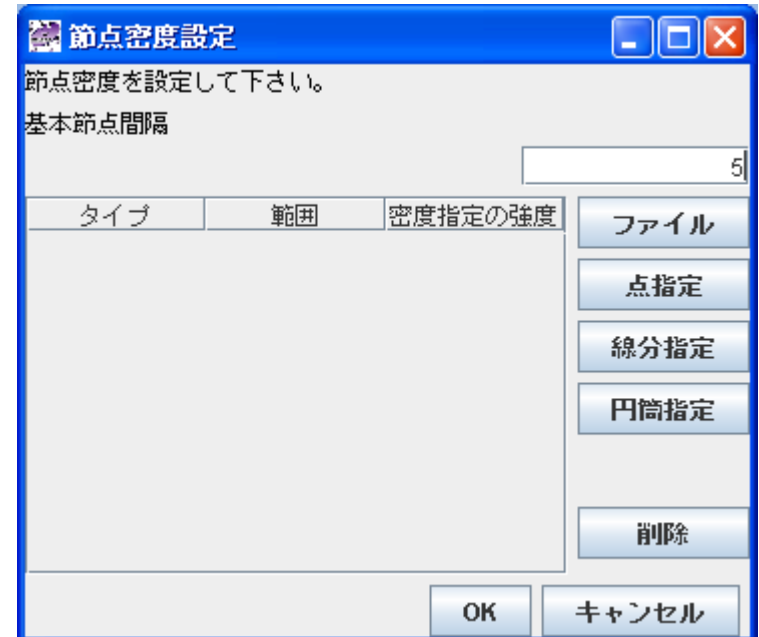 節点密度設定
節点密度を設定して下さい。
基本節点間隔
5
タイプ 範囲 密度指定の強度
ファイル
点指定
線分指定
円筒指定
削除
OK キャンセル